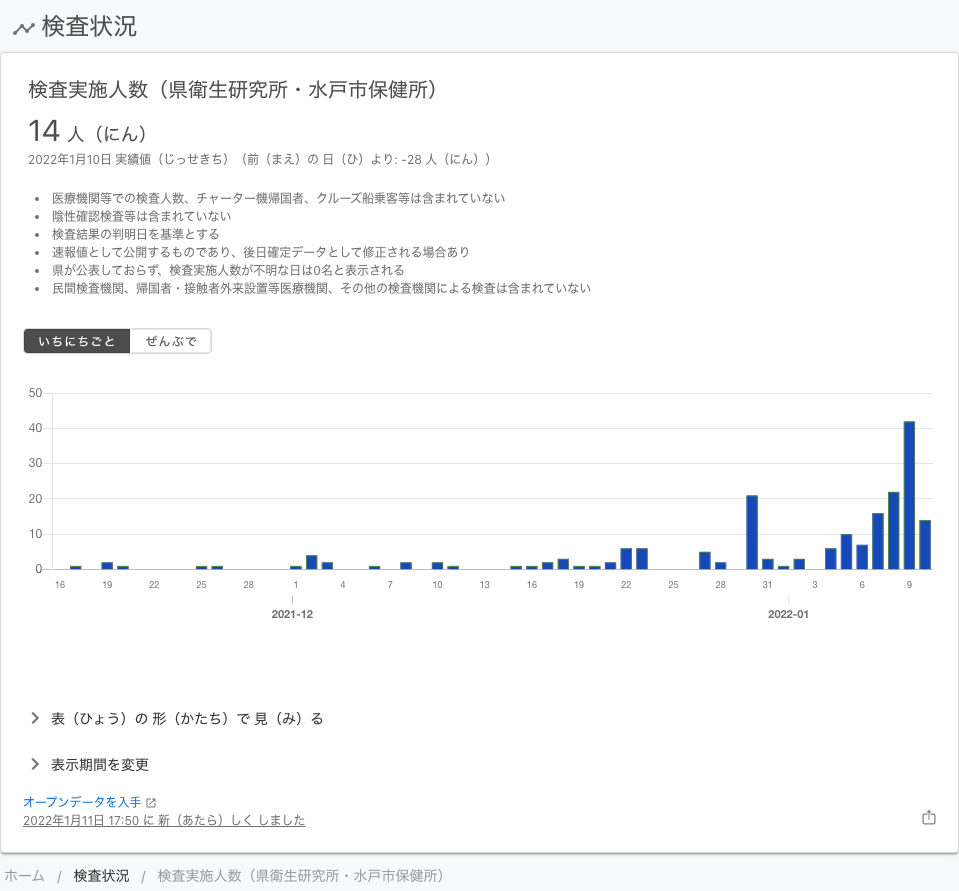 検査状況
検査実施人数（県衛生研究所・水戸市保健所）
14 人（にん）
2022年1月10日 実績値（じっせきち）（前（まえ）の 日（ひ）より: -28 人（にん））
医療機関等での検査人数、チャーター機帰国者、クルーズ船乗客等は含まれていない
陰性確認検査等は含まれていない
検査結果の判明日を基準とする
速報値として公開するものであり、後日確定データとして修正される場合あり
県が公表しておらず、検査実施人数が不明な日は0名と表示される
民間検査機関、帰国者・接触者外来設置等医療機関、その他の検査機関による検査は含まれていない
いちにちごと ぜんぶで
50
40
30
20
10
0
16 19 22 25 28 1 4 7 10 13 16 19 22 25 28 31 3 6 9
2021-12 2022-01
表（ひょう）の 形（かたち）で 見（み）る
表示期間を変更
オープンデータを入手
2022年1月11日 17:50 に 新（あたら）しく しました
ホーム / 検査状況 / 検査実施人数（県衛生研究所・水戸市保健所）